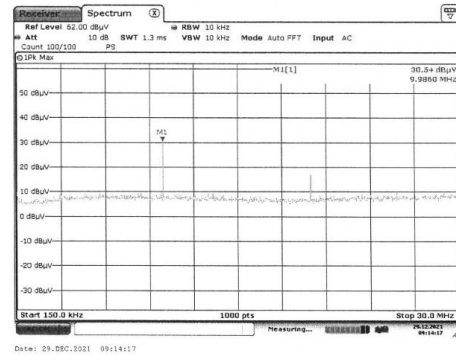 Receiver Spectrum X
Ref Level 62.00 dBµV RBW 10 kHz
Att 10 dB SWT 1.3 ms VBW 10 kHz Mode Auto FFT Input AC
Count 100/100 PS
1Pk Max
M1[1] 30.54 dBµV
9.9860 MHz
50 dBµV
40 dBµV
M1
30 dBµV
20 dBµV
10 dBµV
0 dBµV
-10 dBµV
-20 dBµV
-30 dBµV
Start 150.0 kHz 1000 pts Stop 30.0 MHz
Measuring... 29.12.2021
09:14:17
Date: 29.DEC.2021 09:14:17